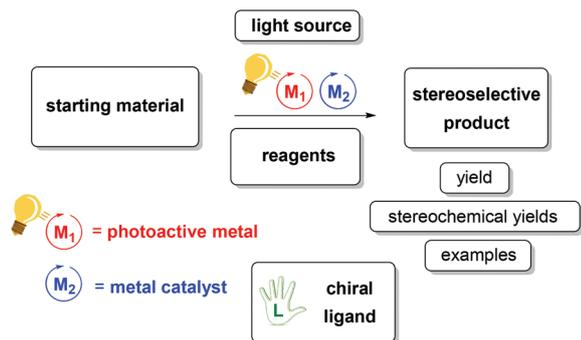 light source
M1 M2
starting material
stereoselective
product
reagents
yield
stereochemical yields
examples
M1 = photoactive metal
M2 = metal catalyst
L
chiral
ligand